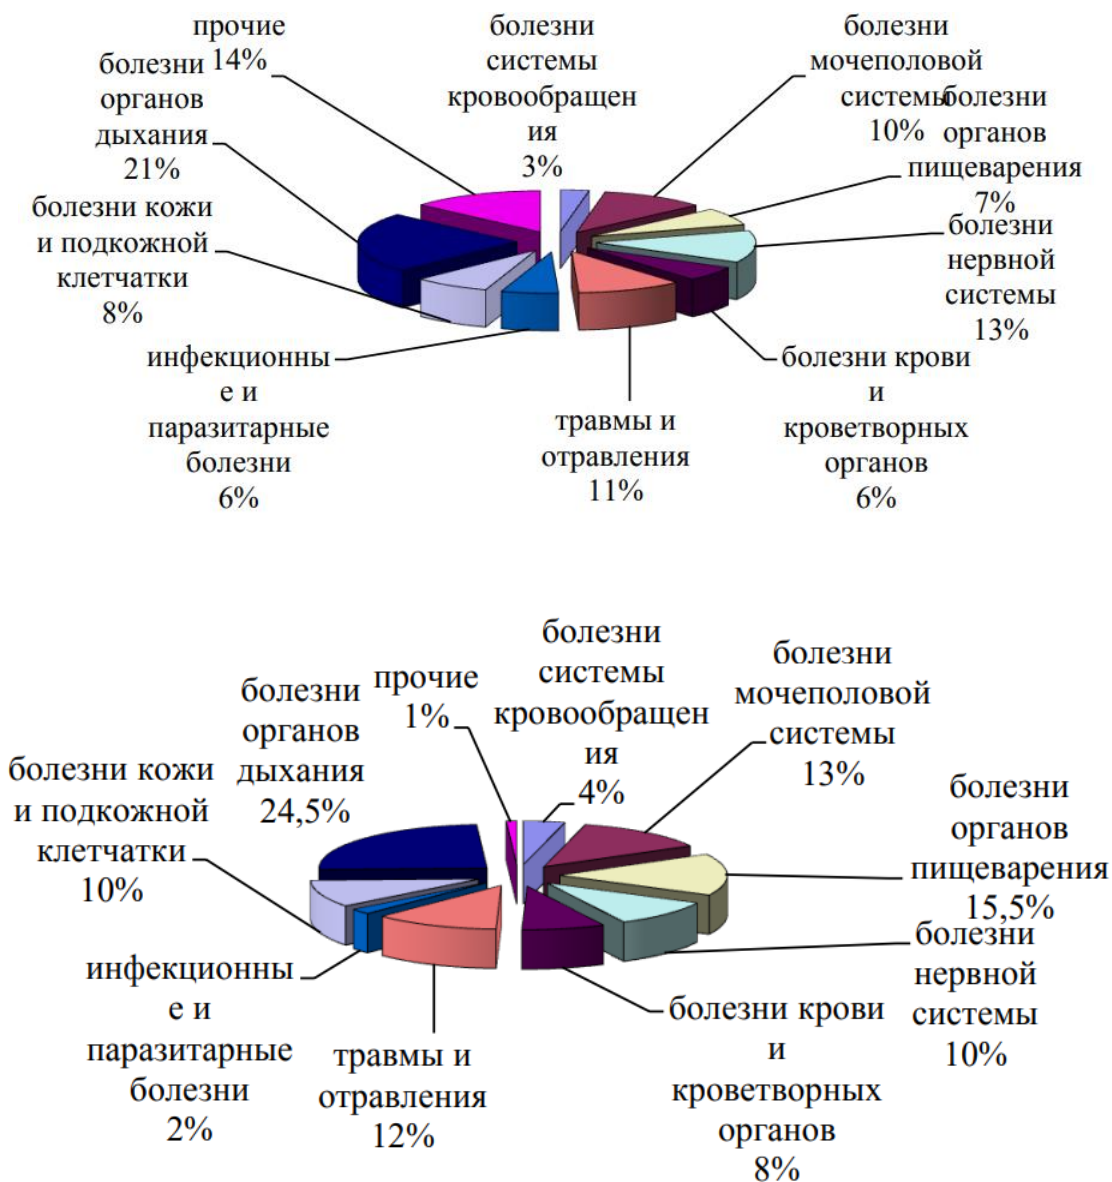 прочие
14%
болезни
органов
дыхания
21%
болезни кожи
и подкожной
клетчатки
8%
инфекционны
е и
паразитарные
болезни
6%
болезни
системы
кровообращен
ия
3%
болезни
мочеполовой
системы
10%
болезни
органов
пищеварения
7%
болезни
нервной
системы
13%
болезни крови
и
кроветворных
органов
6%
травмы и
отравления
11%
болезни
системы
кровообращен
ия
4%
прочие
1%
болезни
органов
дыхания
24,5%
болезни кожи
и подкожной
клетчатки
10%
инфекционны
е и
паразитарные
болезни
2%
травмы и
отравления
12%
болезни
мочеполовой
системы
13%
болезни
органов
пищеварения
15,5%
болезни
нервной
системы
10%
болезни крови
и
кроветворных
органов
8%